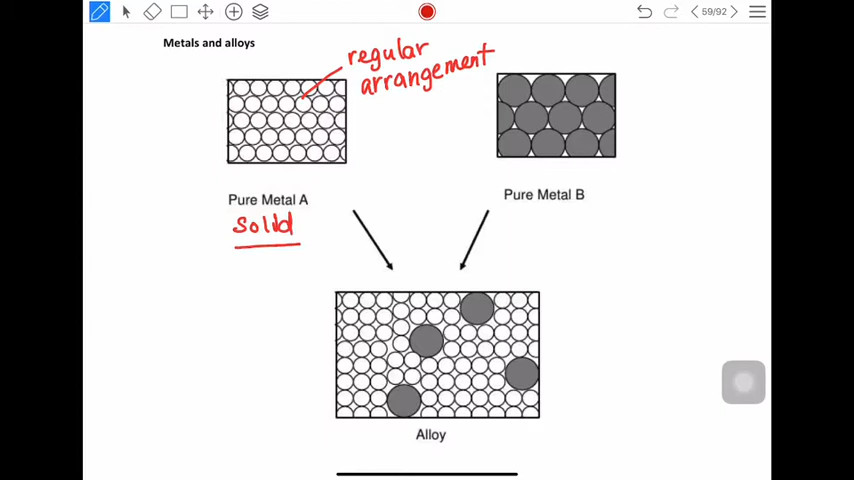 59/92
Metals and alloys
regular
arrangement
Pure Metal A
Pure Metal B
solid
Alloy